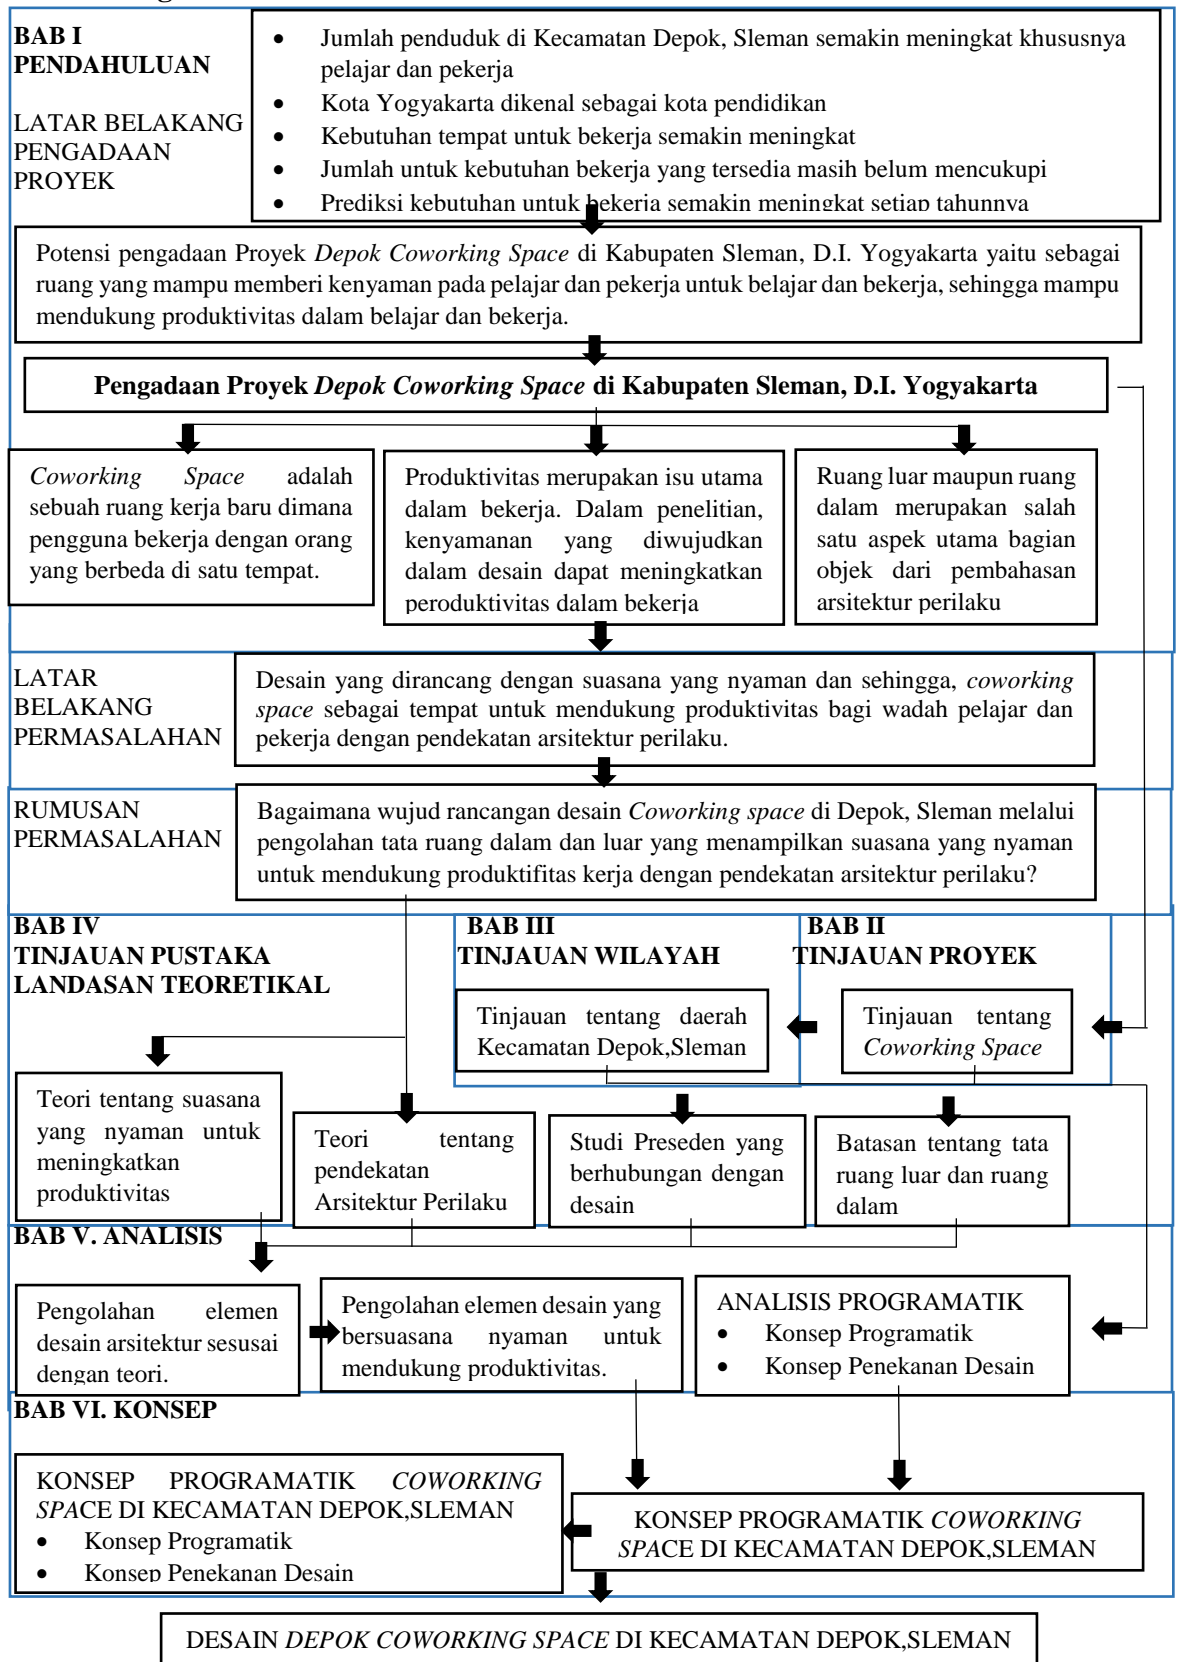 BAB I
PENDAHULUAN
LATAR BELAKANG
PENGADAAN
PROYEK
• Jumlah penduduk di Kecamatan Depok, Sleman semakin meningkat khususnya
pelajar dan pekerja
• Kota Yogyakarta dikenal sebagai kota pendidikan
• Kebutuhan tempat untuk bekerja semakin meningkat
• Jumlah untuk kebutuhan bekerja yang tersedia masih belum mencukupi
• Prediksi kebutuhan untuk bekerja semakin meningkat setiap tahunnya
Potensi pengadaan Proyek Depok Coworking Space di Kabupaten Sleman, D.I. Yogyakarta yaitu sebagai
ruang yang mampu memberi kenyaman pada pelajar dan pekerja untuk belajar dan bekerja, sehingga mampu
mendukung produktivitas dalam belajar dan bekerja.
Pengadaan Proyek Depok Coworking Space di Kabupaten Sleman, D.I. Yogyakarta
Coworking Space adalah
sebuah ruang kerja baru dimana
pengguna bekerja dengan orang
yang berbeda di satu tempat.
Produktivitas merupakan isu utama
dalam bekerja. Dalam penelitian,
kenyamanan yang diwujudkan
dalam desain dapat meningkatkan
peroduktivitas dalam bekerja
Ruang luar maupun ruang
dalam merupakan salah
satu aspek utama bagian
objek dari pembahasan
arsitektur perilaku
LATAR
BELAKANG
PERMASALAHAN
Desain yang dirancang dengan suasana yang nyaman dan sehingga, coworking
space sebagai tempat untuk mendukung produktivitas bagi wadah pelajar dan
pekerja dengan pendekatan arsitektur perilaku.
RUMUSAN
PERMASALAHAN
Bagaimana wujud rancangan desain Coworking space di Depok, Sleman melalui
pengolahan tata ruang dalam dan luar yang menampilkan suasana yang nyaman
untuk mendukung produktifitas kerja dengan pendekatan arsitektur perilaku?
BAB IV
TINJAUAN PUSTAKA
LANDASAN TEORETIKAL
BAB III
TINJAUAN WILAYAH
BAB II
TINJAUAN PROYEK
Tinjauan tentang daerah
Kecamatan Depok,Sleman
Tinjauan tentang
Coworking Space
Teori tentang suasana
yang nyaman untuk
meningkatkan
produktivitas
Teori tentang
pendekatan
Arsitektur Perilaku
Studi Preseden yang
berhubungan dengan
desain
Batasan tentang tata
ruang luar dan ruang
dalam
BAB V. ANALISIS
Pengolahan elemen
desain arsitektur sesusai
dengan teori.
Pengolahan elemen desain yang
bersuasana nyaman untuk
mendukung produktivitas.
ANALISIS PROGRAMATIK
• Konsep Programatik
• Konsep Penekanan Desain
BAB VI. KONSEP
KONSEP PROGRAMATIK COWORKING
SPACE DI KECAMATAN DEPOK,SLEMAN
• Konsep Programatik
• Konsep Penekanan Desain
KONSEP PROGRAMATIK COWORKING
SPACE DI KECAMATAN DEPOK,SLEMAN
DESAIN DEPOK COWORKING SPACE DI KECAMATAN DEPOK,SLEMAN